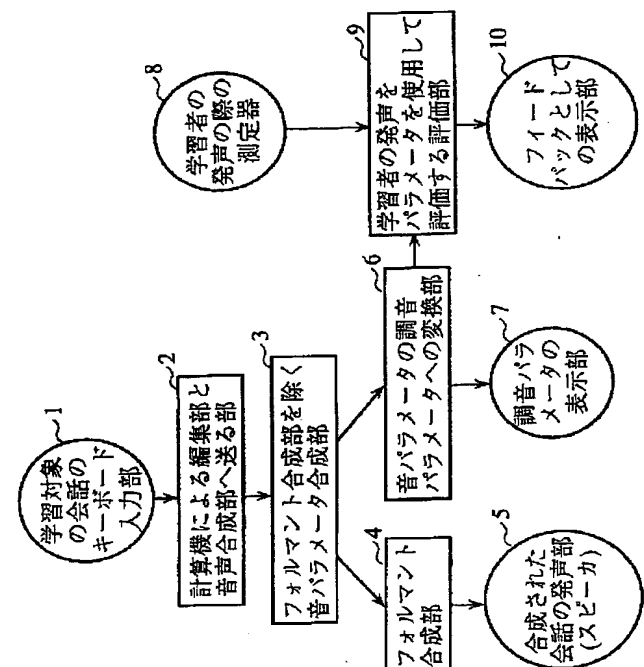 1
学習対象
の会話の
キーボード
入力部
2
計算機による編集部と
音声合成部へ送る部
3
フォルマント合成部を除く
音パラメータ合成部
4
フォルマント
合成部
5
合成された
会話の発声部
(スピーカ)
6
音パラメータの調音
パラメータへの変換部
7
調音パラ
メータの
表示部
8
学習者の
発声の際の
測定器
9
学習者の発声を
パラメータを使用して
評価する評価部
10
フィード
バックとして
の表示部